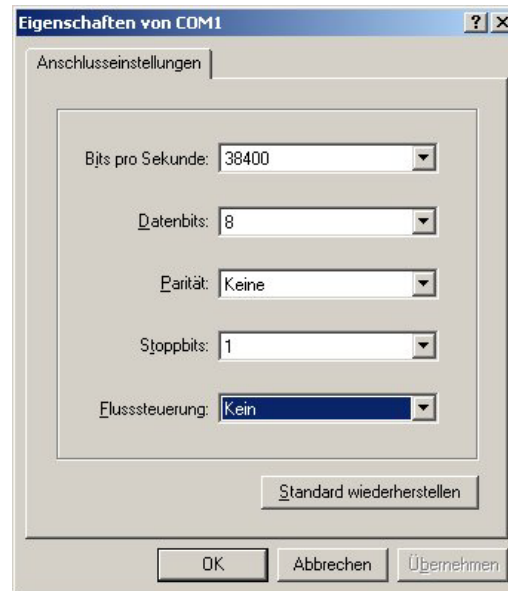 Eigenschaften von COM1
Anschlusseinstellungen
Bits pro Sekunde: 38400
Datenbits: 8
Parität: Keine
Stoppbits: 1
Flusssteuerung: Kein
Standard wiederherstellen
OK Abbrechen Übernehmen